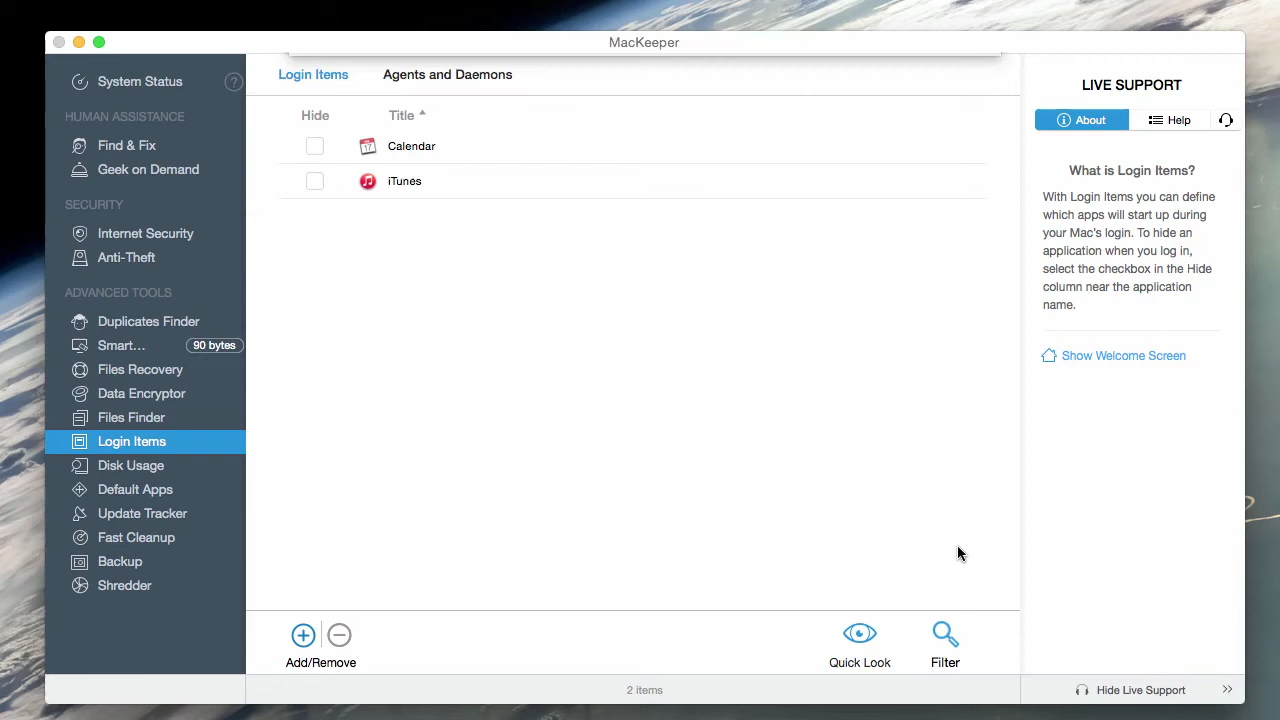 MacKeeper
System Status
?
HUMAN ASSISTANCE
Find & Fix
Geek on Demand
SECURITY
Internet Security
Anti-Theft
ADVANCED TOOLS
Duplicates Finder
Smart... 90 bytes
Files Recovery
Data Encryptor
Files Finder
Login Items
Disk Usage
Default Apps
Update Tracker
Fast Cleanup
Backup
Shredder
Login Items Agents and Daemons
Hide Title
17 Calendar
iTunes
Add/Remove
Quick Look
Filter
2 items
LIVE SUPPORT
About Help
What is Login Items?
With Login Items you can define
which apps will start up during
your Mac's login. To hide an
application when you log in,
select the checkbox in the Hide
column near the application
name.
Show Welcome Screen
Hide Live Support